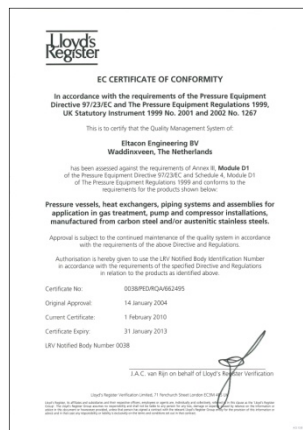 Lloyd's
Register
EC CERTIFICATE OF CONFORMITY
In accordance with the requirements of the Pressure Equipment
Directive 97/23/EC and The Pressure Equipment Regulations 1999,
UK Statutory Instrument 1999 No. 2001 and 2002 No. 1267
This is to certify that the Quality Management System of:
Eltacon Engineering BV
Waddinxveen, The Netherlands
has been assessed against the requirements of Annex III, Module D1
of the Pressure Equipment Directive 97/23/EC and Schedule 4, Module D1
of The Pressure Equipment Regulations 1999 and conforms to the
requirements for the products shown below:
Pressure vessels, heat exchangers, piping systems and assemblies for
application in gas treatment, pump and compressor installations,
manufactured from carbon steel and/or austenitic stainless steels.
Approval is subject to the continued maintenance of the quality system in accordance
with the requirements of the above Directive and Regulations.
Authorisation is hereby given to use the LRV Notified Body Identification Number
in accordance with the requirements of the specified Directive and Regulations
in relation to the products as identified above.
Certificate No: 0038/PED/RQA/662495
Original Approval: 14 January 2004
Current Certificate: 1 February 2010
Certificate Expiry: 31 January 2013
LRV Notified Body Number 0038
J.A.C. van Rijn on behalf of Lloyd's Register Verification